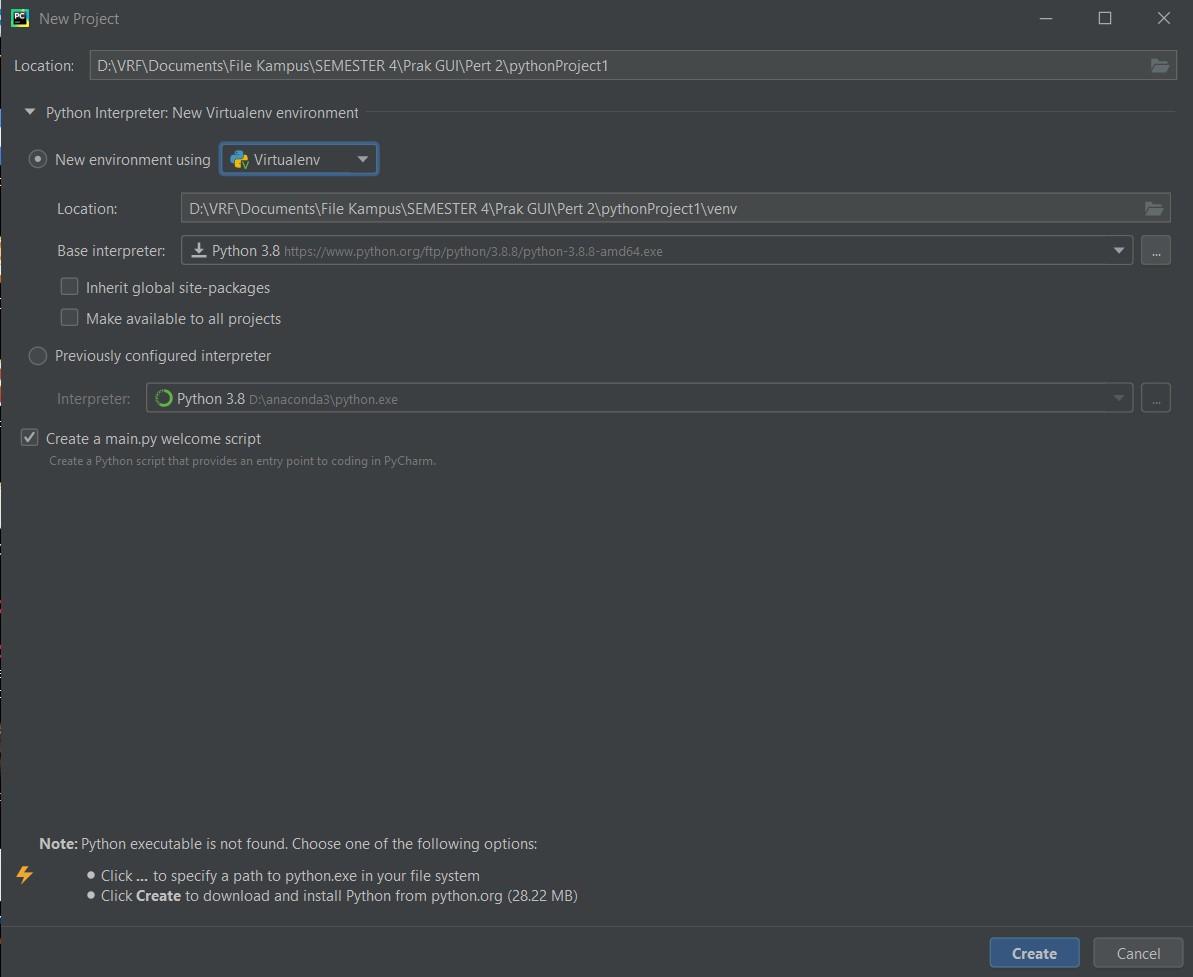 PC New Project
Location: D:\VRF\Documents\File Kampus\SEMESTER 4\Prak GUI\Pert 2\pythonProject1
Python Interpreter: New Virtualenv environment
New environment using Virtualenv
Location: D:\VRF\Documents\File Kampus\SEMESTER 4\Prak GUI\Pert 2\pythonProject1\venv
Base interpreter: Python 3.8 https://www.python.org/ftp/python/3.8.8/python-3.8.8-amd64.exe ...
Inherit global site-packages
Make available to all projects
Previously configured interpreter
Interpreter: Python 3.8 D:\anaconda3\python.exe ...
Create a main.py welcome script
Create a Python script that provides an entry point to coding in PyCharm.
Note: Python executable is not found. Choose one of the following options:
• Click ... to specify a path to python.exe in your file system
• Click Create to download and install Python from python.org (28.22 MB)
Create Cancel